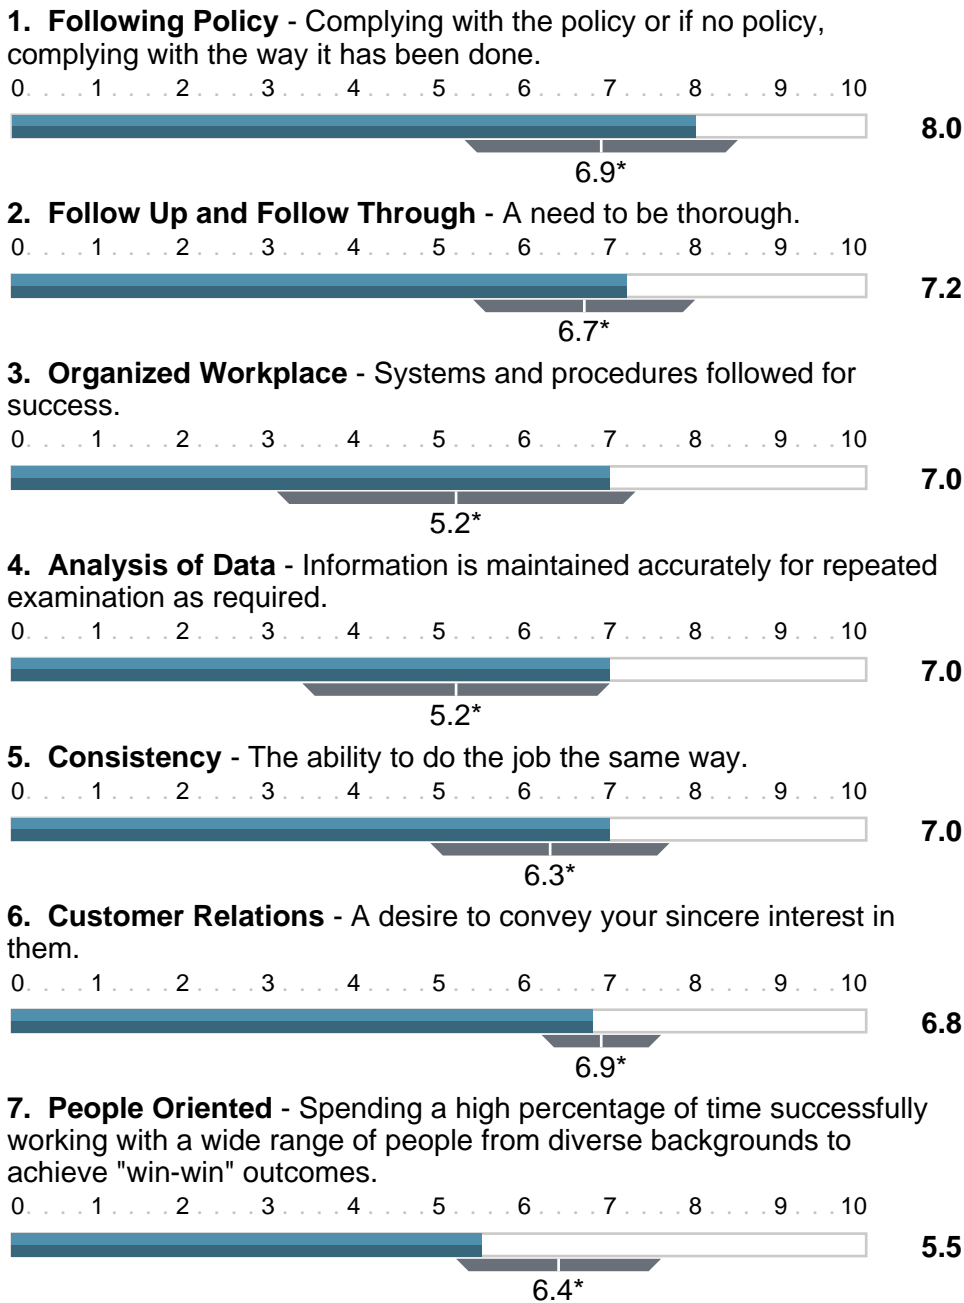 1. Following Policy - Complying with the policy or if no policy,
complying with the way it has been done.
0. . . . 1 . . . . 2 . . . . 3 . . . . 4 . . . . 5 . . . . 6 . . . . 7 . . . . 8 . . . . 9 . . . 10
8.0
6.9*
2. Follow Up and Follow Through - A need to be thorough.
0. . . . 1 . . . . 2 . . . . 3 . . . . 4 . . . . 5 . . . . 6 . . . . 7 . . . . 8 . . . . 9 . . . 10
7.2
6.7*
3. Organized Workplace - Systems and procedures followed for
success.
0. . . . 1 . . . . 2 . . . . 3 . . . . 4 . . . . 5 . . . . 6 . . . . 7 . . . . 8 . . . . 9 . . . 10
7.0
5.2*
4. Analysis of Data - Information is maintained accurately for repeated
examination as required.
0. . . . 1 . . . . 2 . . . . 3 . . . . 4 . . . . 5 . . . . 6 . . . . 7 . . . . 8 . . . . 9 . . . 10
7.0
5.2*
5. Consistency - The ability to do the job the same way.
0. . . . 1 . . . . 2 . . . . 3 . . . . 4 . . . . 5 . . . . 6 . . . . 7 . . . . 8 . . . . 9 . . . 10
7.0
6.3*
6. Customer Relations - A desire to convey your sincere interest in
them.
0. . . . 1 . . . . 2 . . . . 3 . . . . 4 . . . . 5 . . . . 6 . . . . 7 . . . . 8 . . . . 9 . . . 10
6.8
6.9*
7. People Oriented - Spending a high percentage of time successfully
working with a wide range of people from diverse backgrounds to
achieve "win-win" outcomes.
0. . . . 1 . . . . 2 . . . . 3 . . . . 4 . . . . 5 . . . . 6 . . . . 7 . . . . 8 . . . . 9 . . . 10
5.5
6.4*